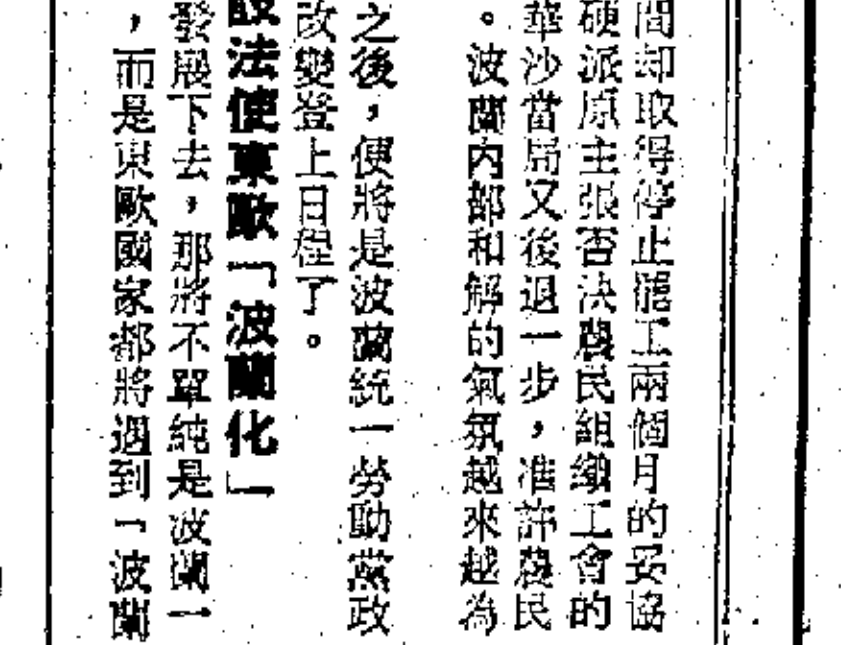 間却取得停止罷工兩個月的妥協
硬派原主張否決農民組織工會的
華沙當局又後退一步，准許農民
。波蘭內部和解的氣氛越來越為
之後，便將是波蘭統一勞動黨政
改變登上日程了。
設法使東歐「波蘭化」
發展下去，那將不單純是波蘭一
，而是東歐國家都將遇到「波蘭